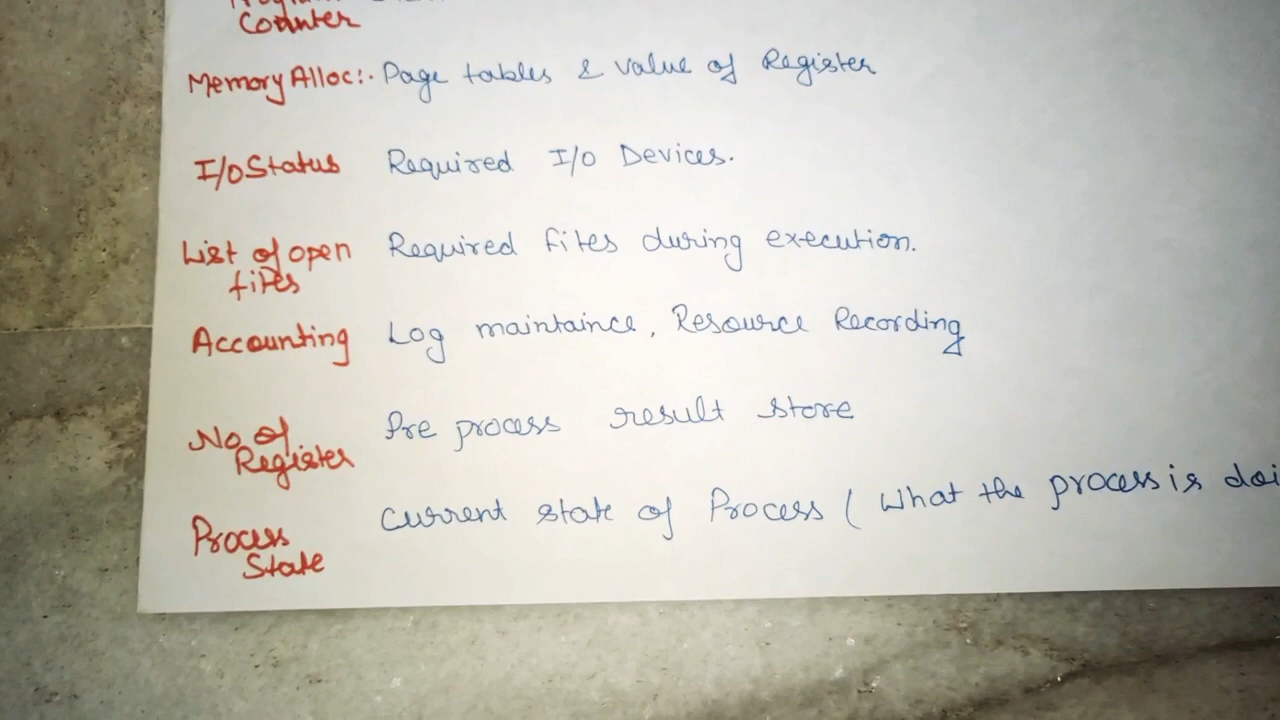 Counter
Memory Alloc:- Page tables & value of Register
I/O Status Required I/O Devices.
List of open Required files during execution.
files
Accounting Log maintaince, Resource Recording
No of Pre process result store
Register
Process Current state of Process ( What the process is doi
State